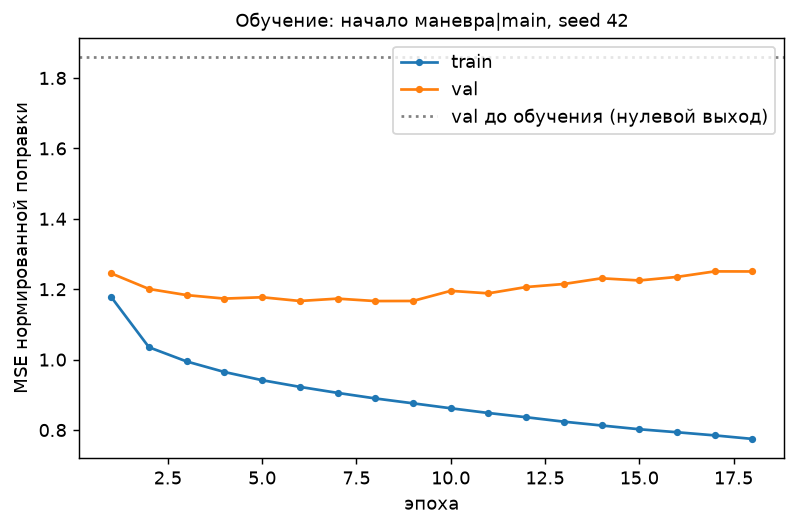 Обучение: начало маневра|main, seed 42
train
val
val до обучения (нулевой выход)
MSE нормированной поправки
1.8
1.6
1.4
1.2
1.0
0.8
2.5 5.0 7.5 10.0 12.5 15.0 17.5
эпоха